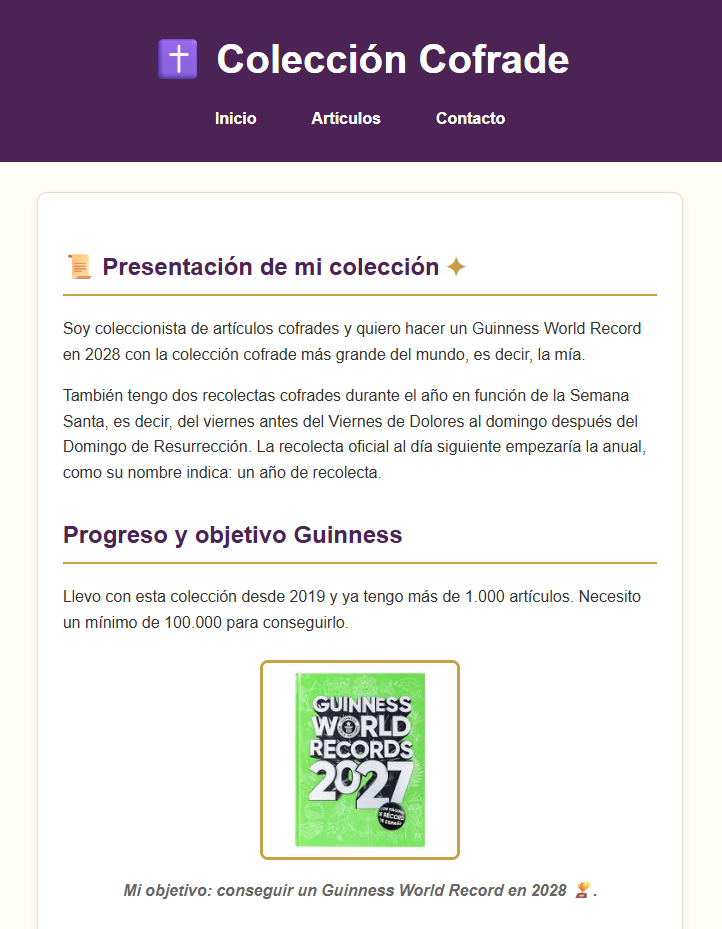 ✝️ Colección Cofrade
Inicio Artículos Contacto
📜 Presentación de mi colección ✦
Soy coleccionista de artículos cofrades y quiero hacer un Guinness World Record
en 2028 con la colección cofrade más grande del mundo, es decir, la mía.
También tengo dos recolectas cofrades durante el año en función de la Semana
Santa, es decir, del viernes antes del Viernes de Dolores al domingo después del
Domingo de Resurrección. La recolecta oficial al día siguiente empezaría la anual,
como su nombre indica: un año de recolecta.
Progreso y objetivo Guinness
Llevo con esta colección desde 2019 y ya tengo más de 1.000 artículos. Necesito
un mínimo de 100.000 para conseguirlo.
GUINNESS
WORLD
RECORDS
2027
DE ESPAÑA
Mi objetivo: conseguir un Guinness World Record en 2028 🏆.